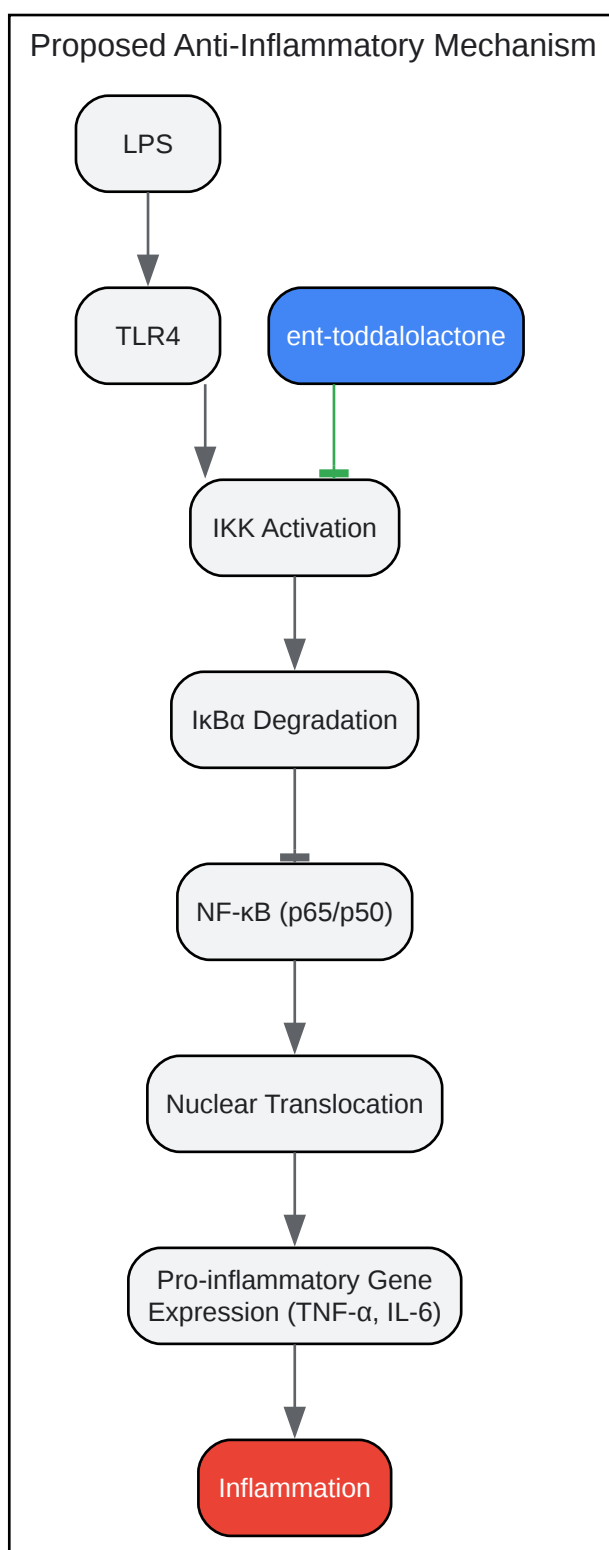 Proposed Anti-Inflammatory Mechanism
LPS
TLR4
ent-toddalolactone
IKK Activation
IκBα Degradation
NF-κB (p65/p50)
Nuclear Translocation
Pro-inflammatory Gene
Expression (TNF-α, IL-6)
Inflammation